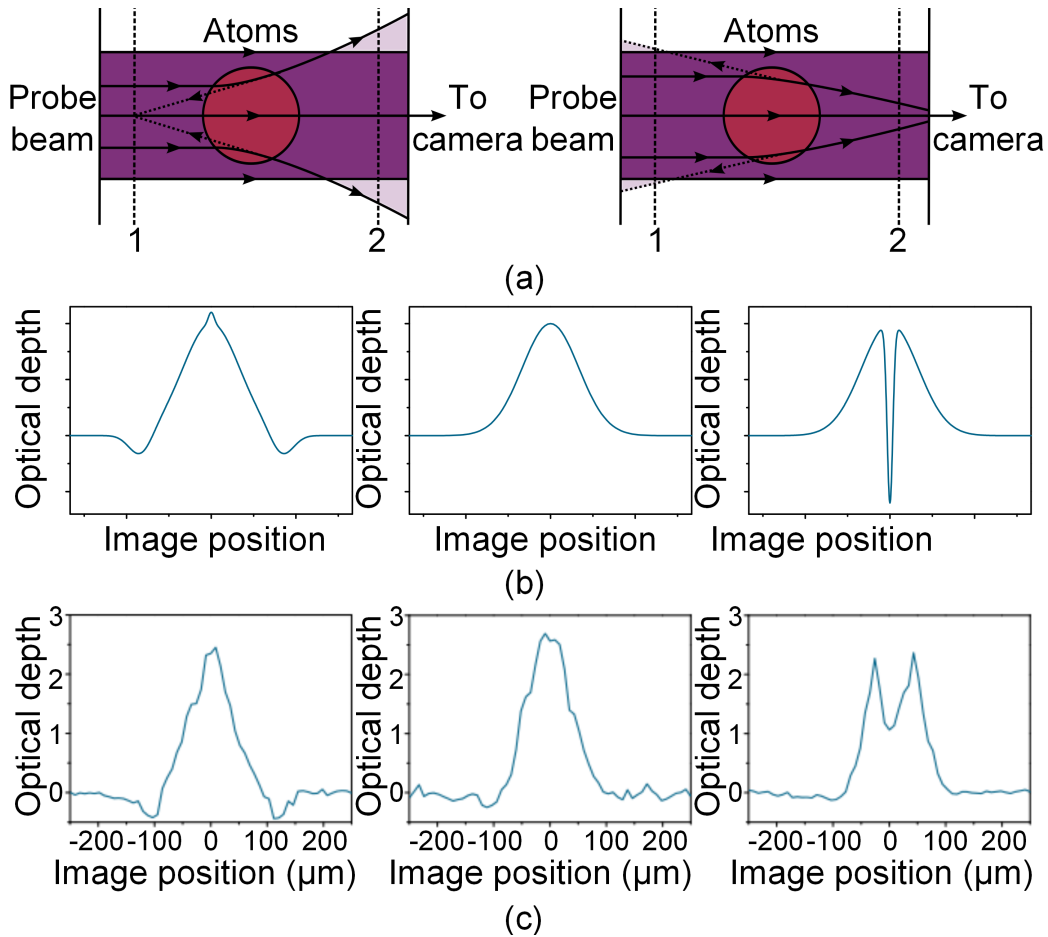 Atoms
Probe
beam
To
camera
1
2
Atoms
Probe
beam
To
camera
1
2
(a)
Optical depth
Image position
Optical depth
Image position
Optical depth
Image position
(b)
3
2
1
0
Optical depth
-200 -100 0 100 200
Image position (μm)
3
2
1
0
Optical depth
-200 -100 0 100 200
Image position (μm)
3
2
1
0
Optical depth
-200 -100 0 100 200
Image position (μm)
(c)